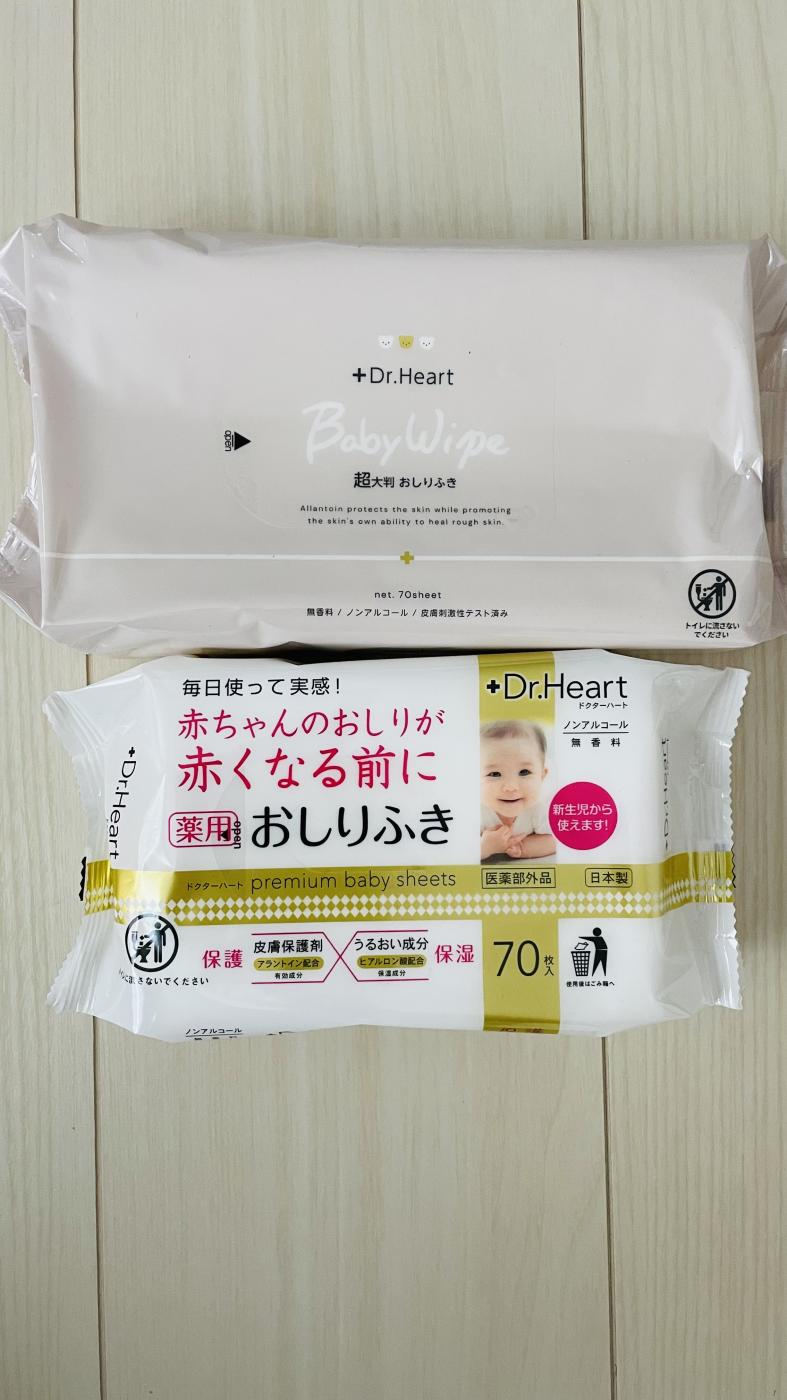 +Dr.Heart
Baby Wipe
open
超大判 おしりふき
Allantoin protects the skin while promoting
the skin's own ability to heal rough skin.
net. 70sheet
無香料 / ノンアルコール / 皮膚刺激性テスト済み
トイレに流さない
でください
毎日使って実感！
赤ちゃんのおしりが
赤くなる前に
薬用 おしりふき
open
+Dr.Heart
ドクターハート
ノンアルコール
無香料
新生児から
使えます!
+Dr.Heart
ドクターハート premium baby sheets
医薬部外品
日本製
さないでください
保護
皮膚保護剤
アラントイン配合
有効成分
うるおい成分
ヒアルロン酸配合
保湿成分
保湿
70枚入
使用後はごみ箱へ
ノンアルコール